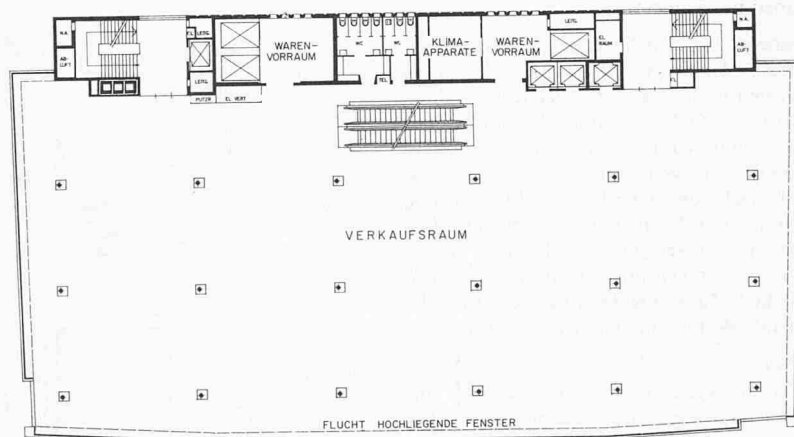 N.A.
AB-
LUFT
EL
LEITG.
LEITG.
PUTZR
EL VERT
WAREN-
VORRAUM
WC
WC
TEL
KLIMA-
APPARATE
WAREN-
VORRAUM
LEITG.
EL
RAUM
FL
N.A.
AB-
LUFT
VERKAUFSRAUM
FLUCHT HOCHLIEGENDE FENSTER